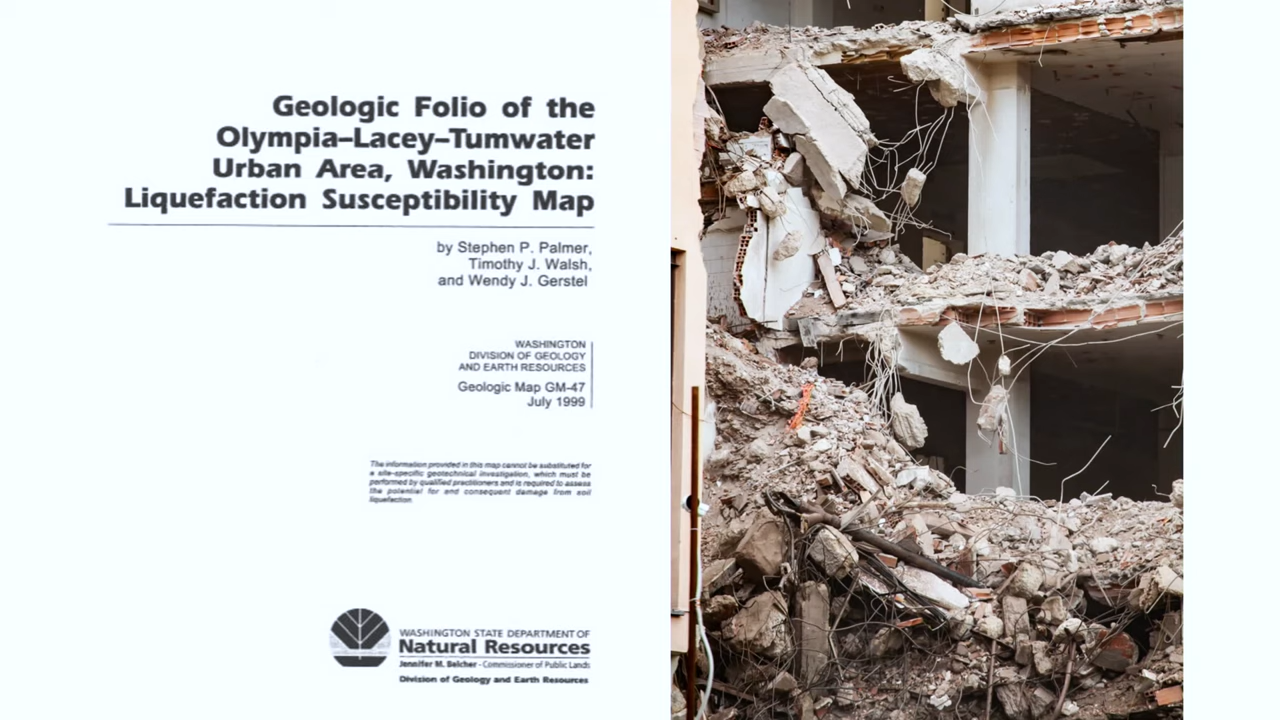 Geologic Folio of the
Olympia–Lacey–Tumwater
Urban Area, Washington:
Liquefaction Susceptibility Map
by Stephen P. Palmer,
Timothy J. Walsh,
and Wendy J. Gerstel
WASHINGTON
DIVISION OF GEOLOGY
AND EARTH RESOURCES
Geologic Map GM-47
July 1999
The information provided in this map cannot be substituted for
a site-specific geotechnical investigation, which must be
performed by qualified practitioners and is required to assess
the potential for and consequent damage from soil
liquefaction.
WASHINGTON STATE DEPARTMENT OF
Natural Resources
Jennifer M. Belcher - Commissioner of Public Lands
Division of Geology and Earth Resources